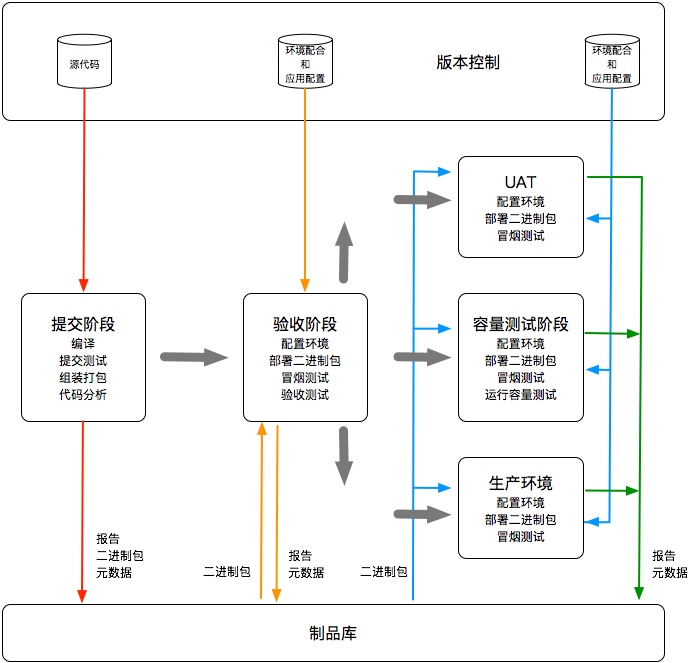 源代码
环境配合
和
应用配置
版本控制
环境配合
和
应用配置
UAT
配置环境
部署二进制包
冒烟测试
提交阶段
编译
提交测试
组装打包
代码分析
验收阶段
配置环境
部署二进制包
冒烟测试
验收测试
容量测试阶段
配置环境
部署二进制包
冒烟测试
运行容量测试
生产环境
配置环境
部署二进制包
冒烟测试
报告
二进制包
元数据
二进制包
报告
元数据
二进制包
报告
元数据
制品库